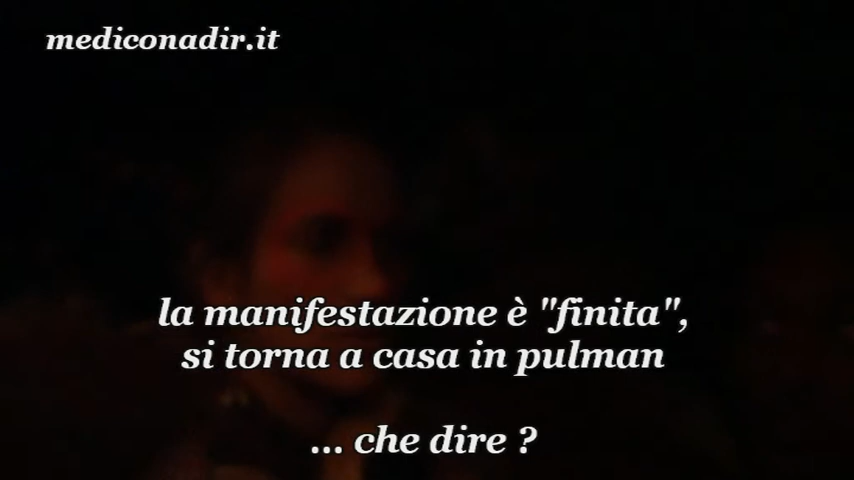 mediconadir.it
la manifestazione è "finita",
si torna a casa in pulman
... che dire ?